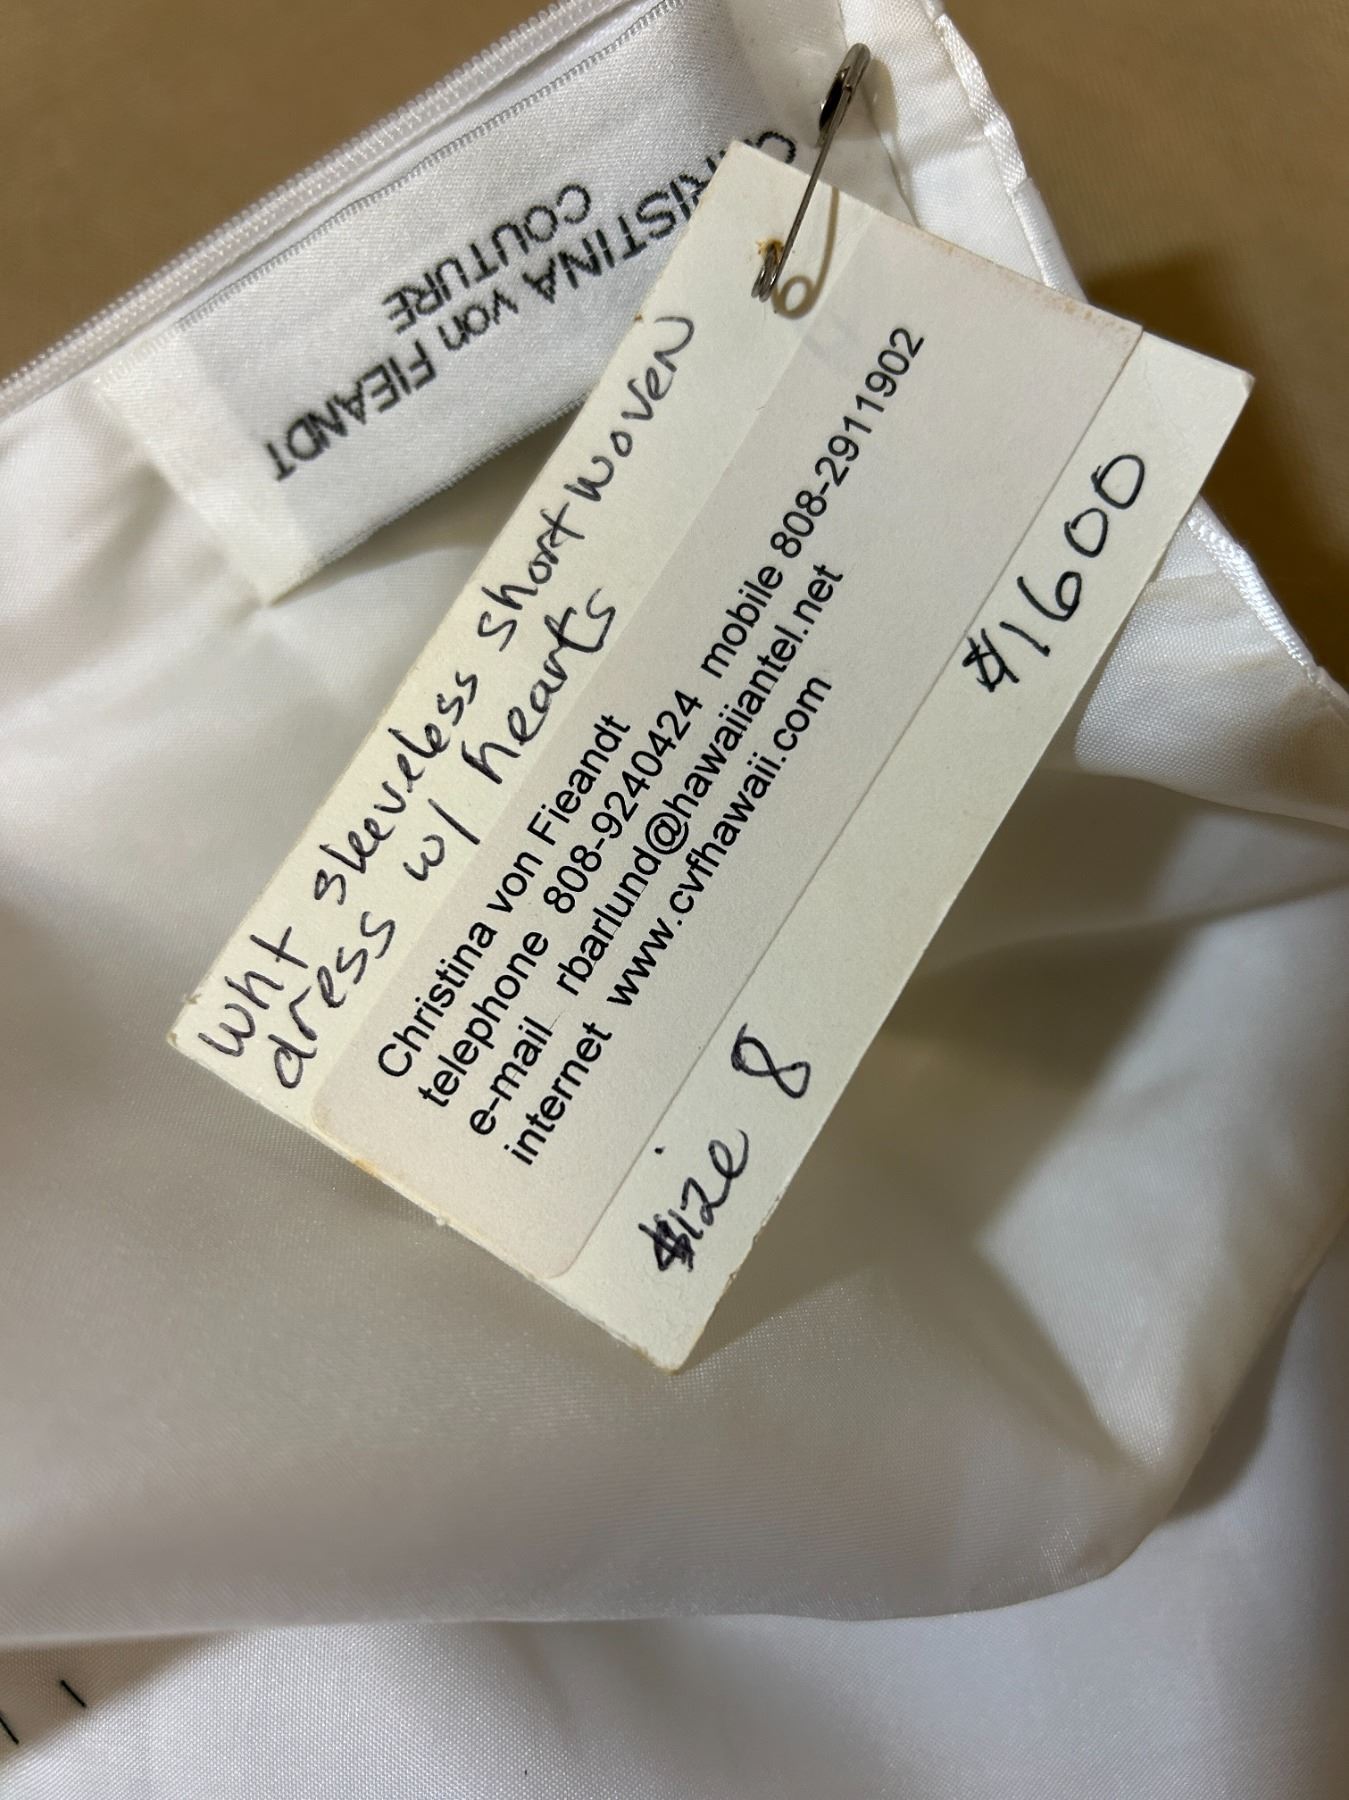 CHRISTINA von FIEANDT
COUTURE
wht sleeveless short woven
dress w/ hearts
Christina von Fieandt
telephone 808-9240424 mobile 808-2911902
e-mail rbarlund@hawaiiantel.net
internet www.cvfhawaii.com
size 8 $1600